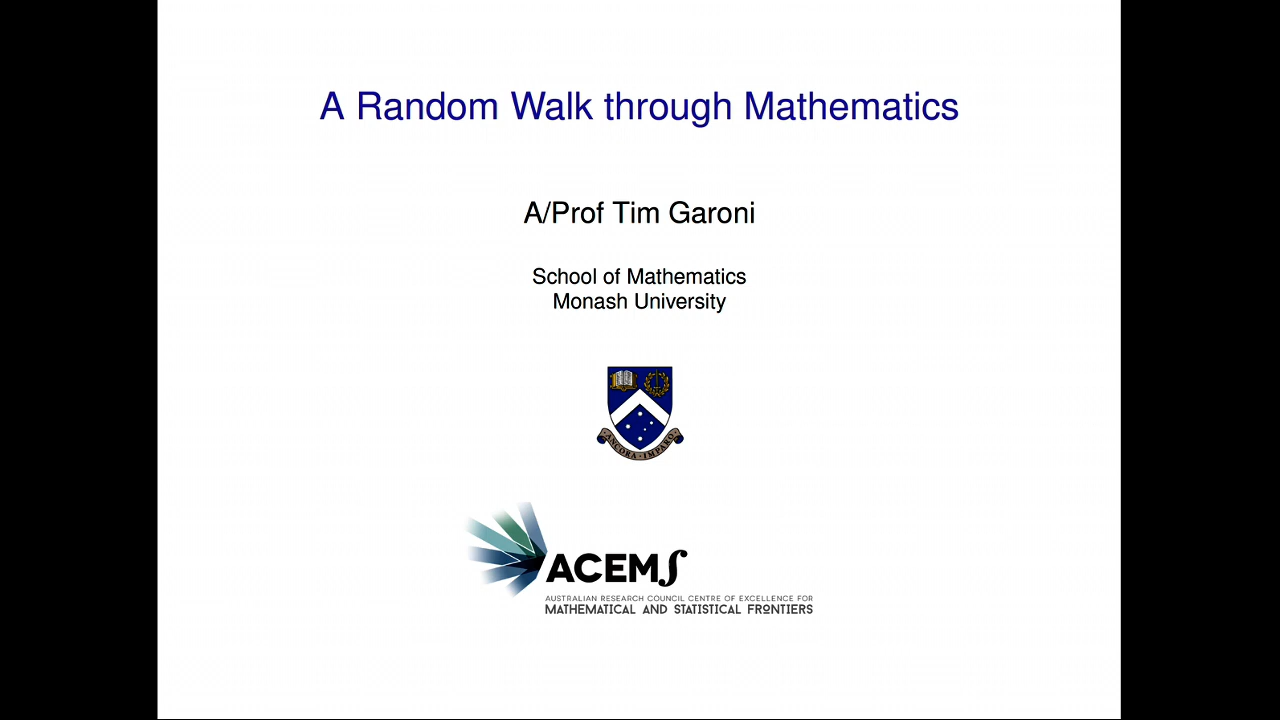 A Random Walk through Mathematics
A/Prof Tim Garoni
School of Mathematics
Monash University
ANCORA · IMPARO
ACEMS
AUSTRALIAN RESEARCH COUNCIL CENTRE OF EXCELLENCE FOR
MATHEMATICAL AND STATISTICAL FRONTIERS